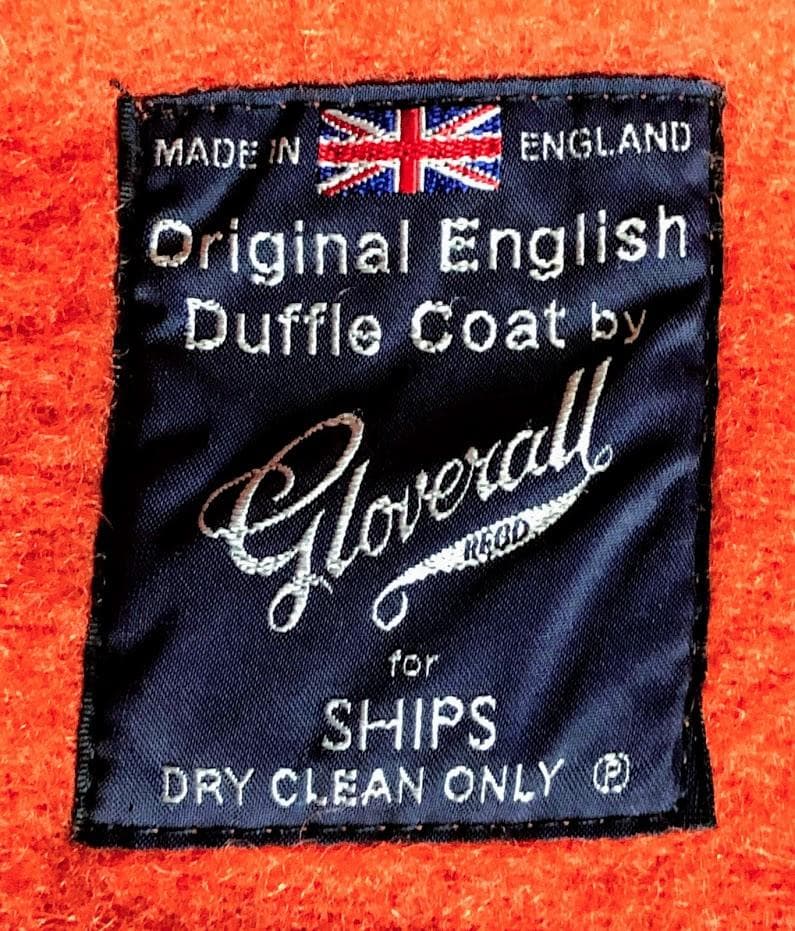 MADE IN ENGLAND
Original English
Duffle Coat by
Gloverall
REGD
for
SHIPS
DRY CLEAN ONLY Ⓟ